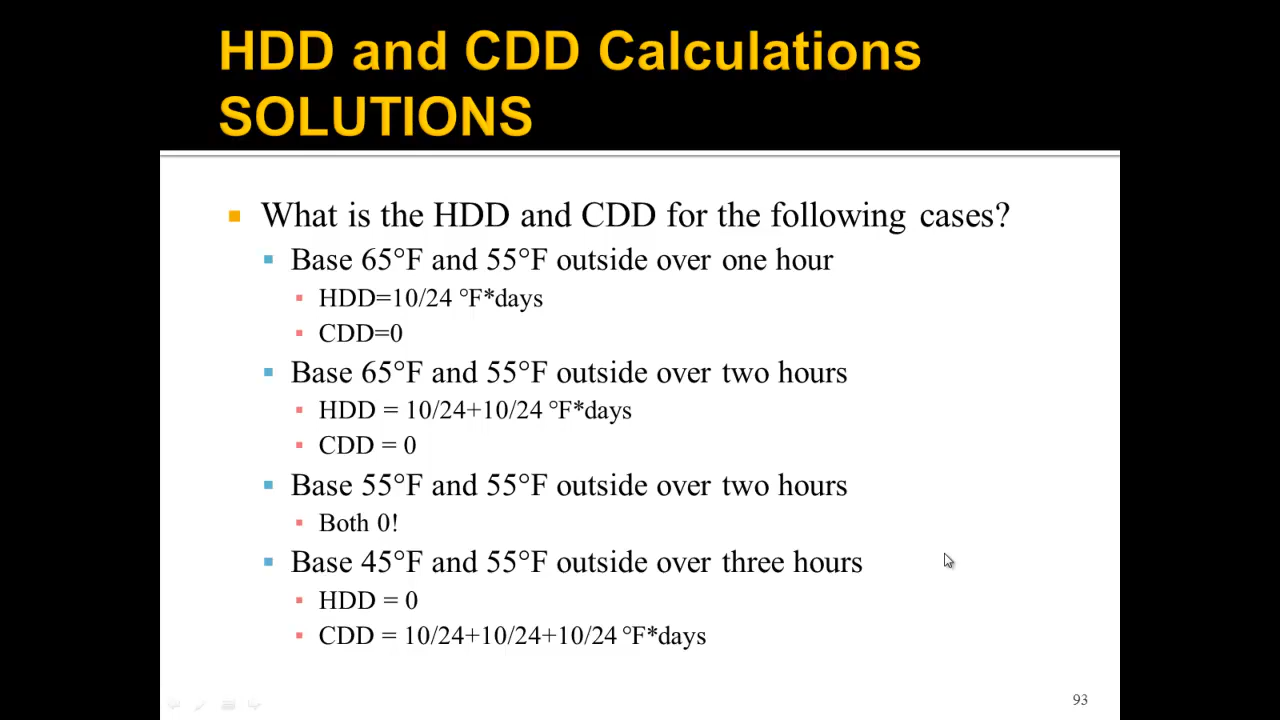 HDD and CDD Calculations
SOLUTIONS
What is the HDD and CDD for the following cases?
Base 65°F and 55°F outside over one hour
HDD=10/24 °F*days
CDD=0
Base 65°F and 55°F outside over two hours
HDD = 10/24+10/24 °F*days
CDD = 0
Base 55°F and 55°F outside over two hours
Both 0!
Base 45°F and 55°F outside over three hours
HDD = 0
CDD = 10/24+10/24+10/24 °F*days
93